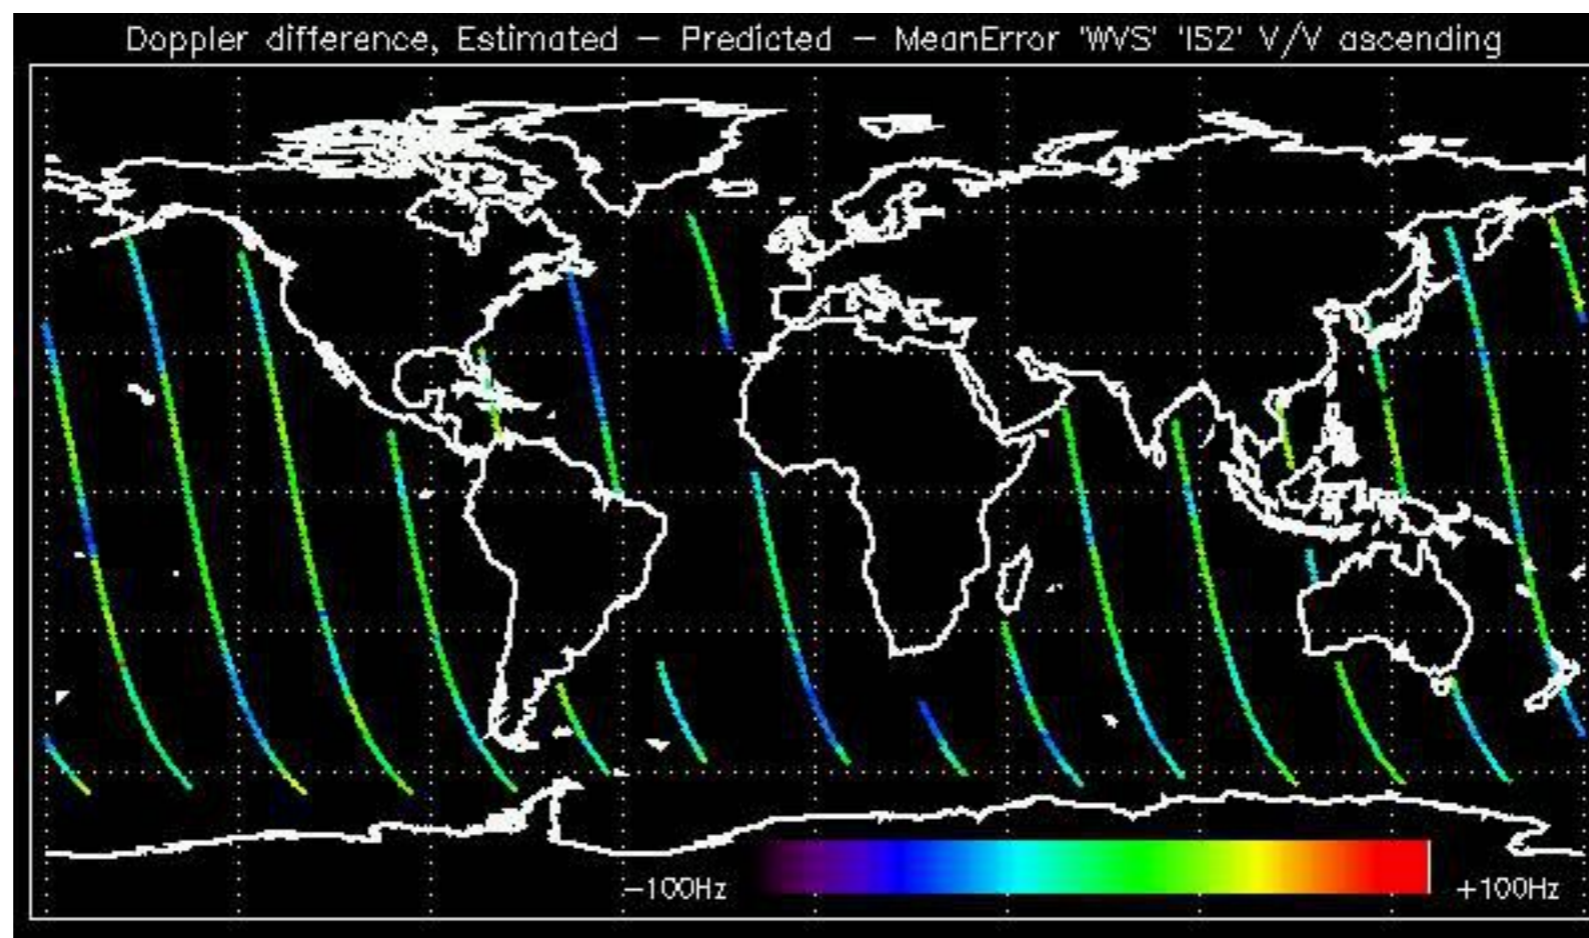 Doppler difference, Estimated – Predicted – MeanError 'WVS' 'IS2' V/V ascending
-100Hz
+100Hz